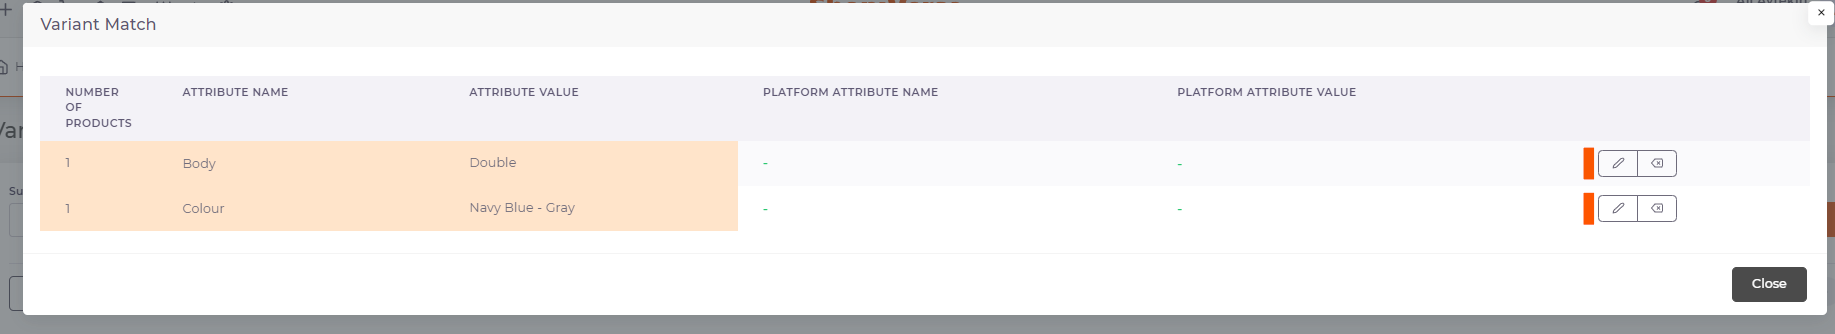 Variant Match
×
NUMBER OF PRODUCTS ATTRIBUTE NAME ATTRIBUTE VALUE PLATFORM ATTRIBUTE NAME PLATFORM ATTRIBUTE VALUE
1 Body Double - -
1 Colour Navy Blue - Gray - -
Su
Close